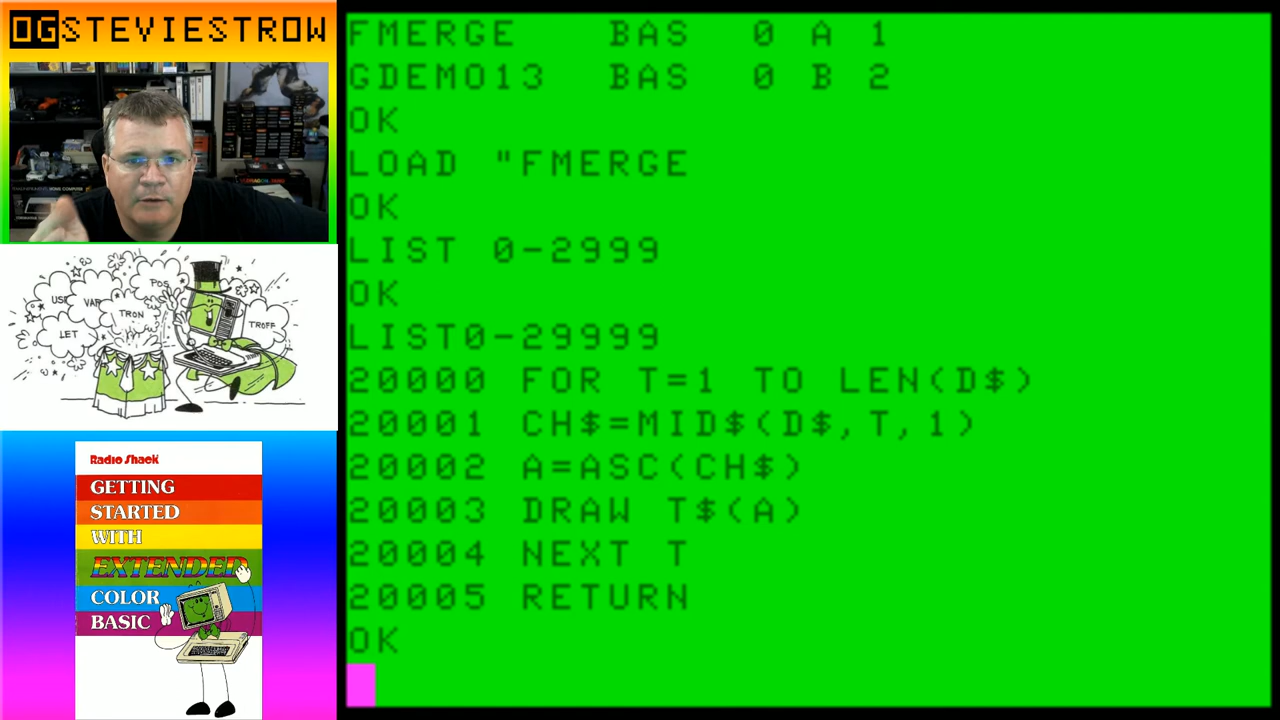 OGSTEVIESTROW
USR
VAR
POS
TRON
LET
TROFF
Radio Shack
GETTING
STARTED
WITH
EXTENDED
COLOR
BASIC
FMERGE BAS 0 A 1
GDEMO13 BAS 0 B 2
OK
LOAD "FMERGE
OK
LIST 0-2999
OK
LIST0-29999
20000 FOR T=1 TO LEN(D$)
20001 CH$=MID$(D$,T,1)
20002 A=ASC(CH$)
20003 DRAW T$(A)
20004 NEXT T
20005 RETURN
OK